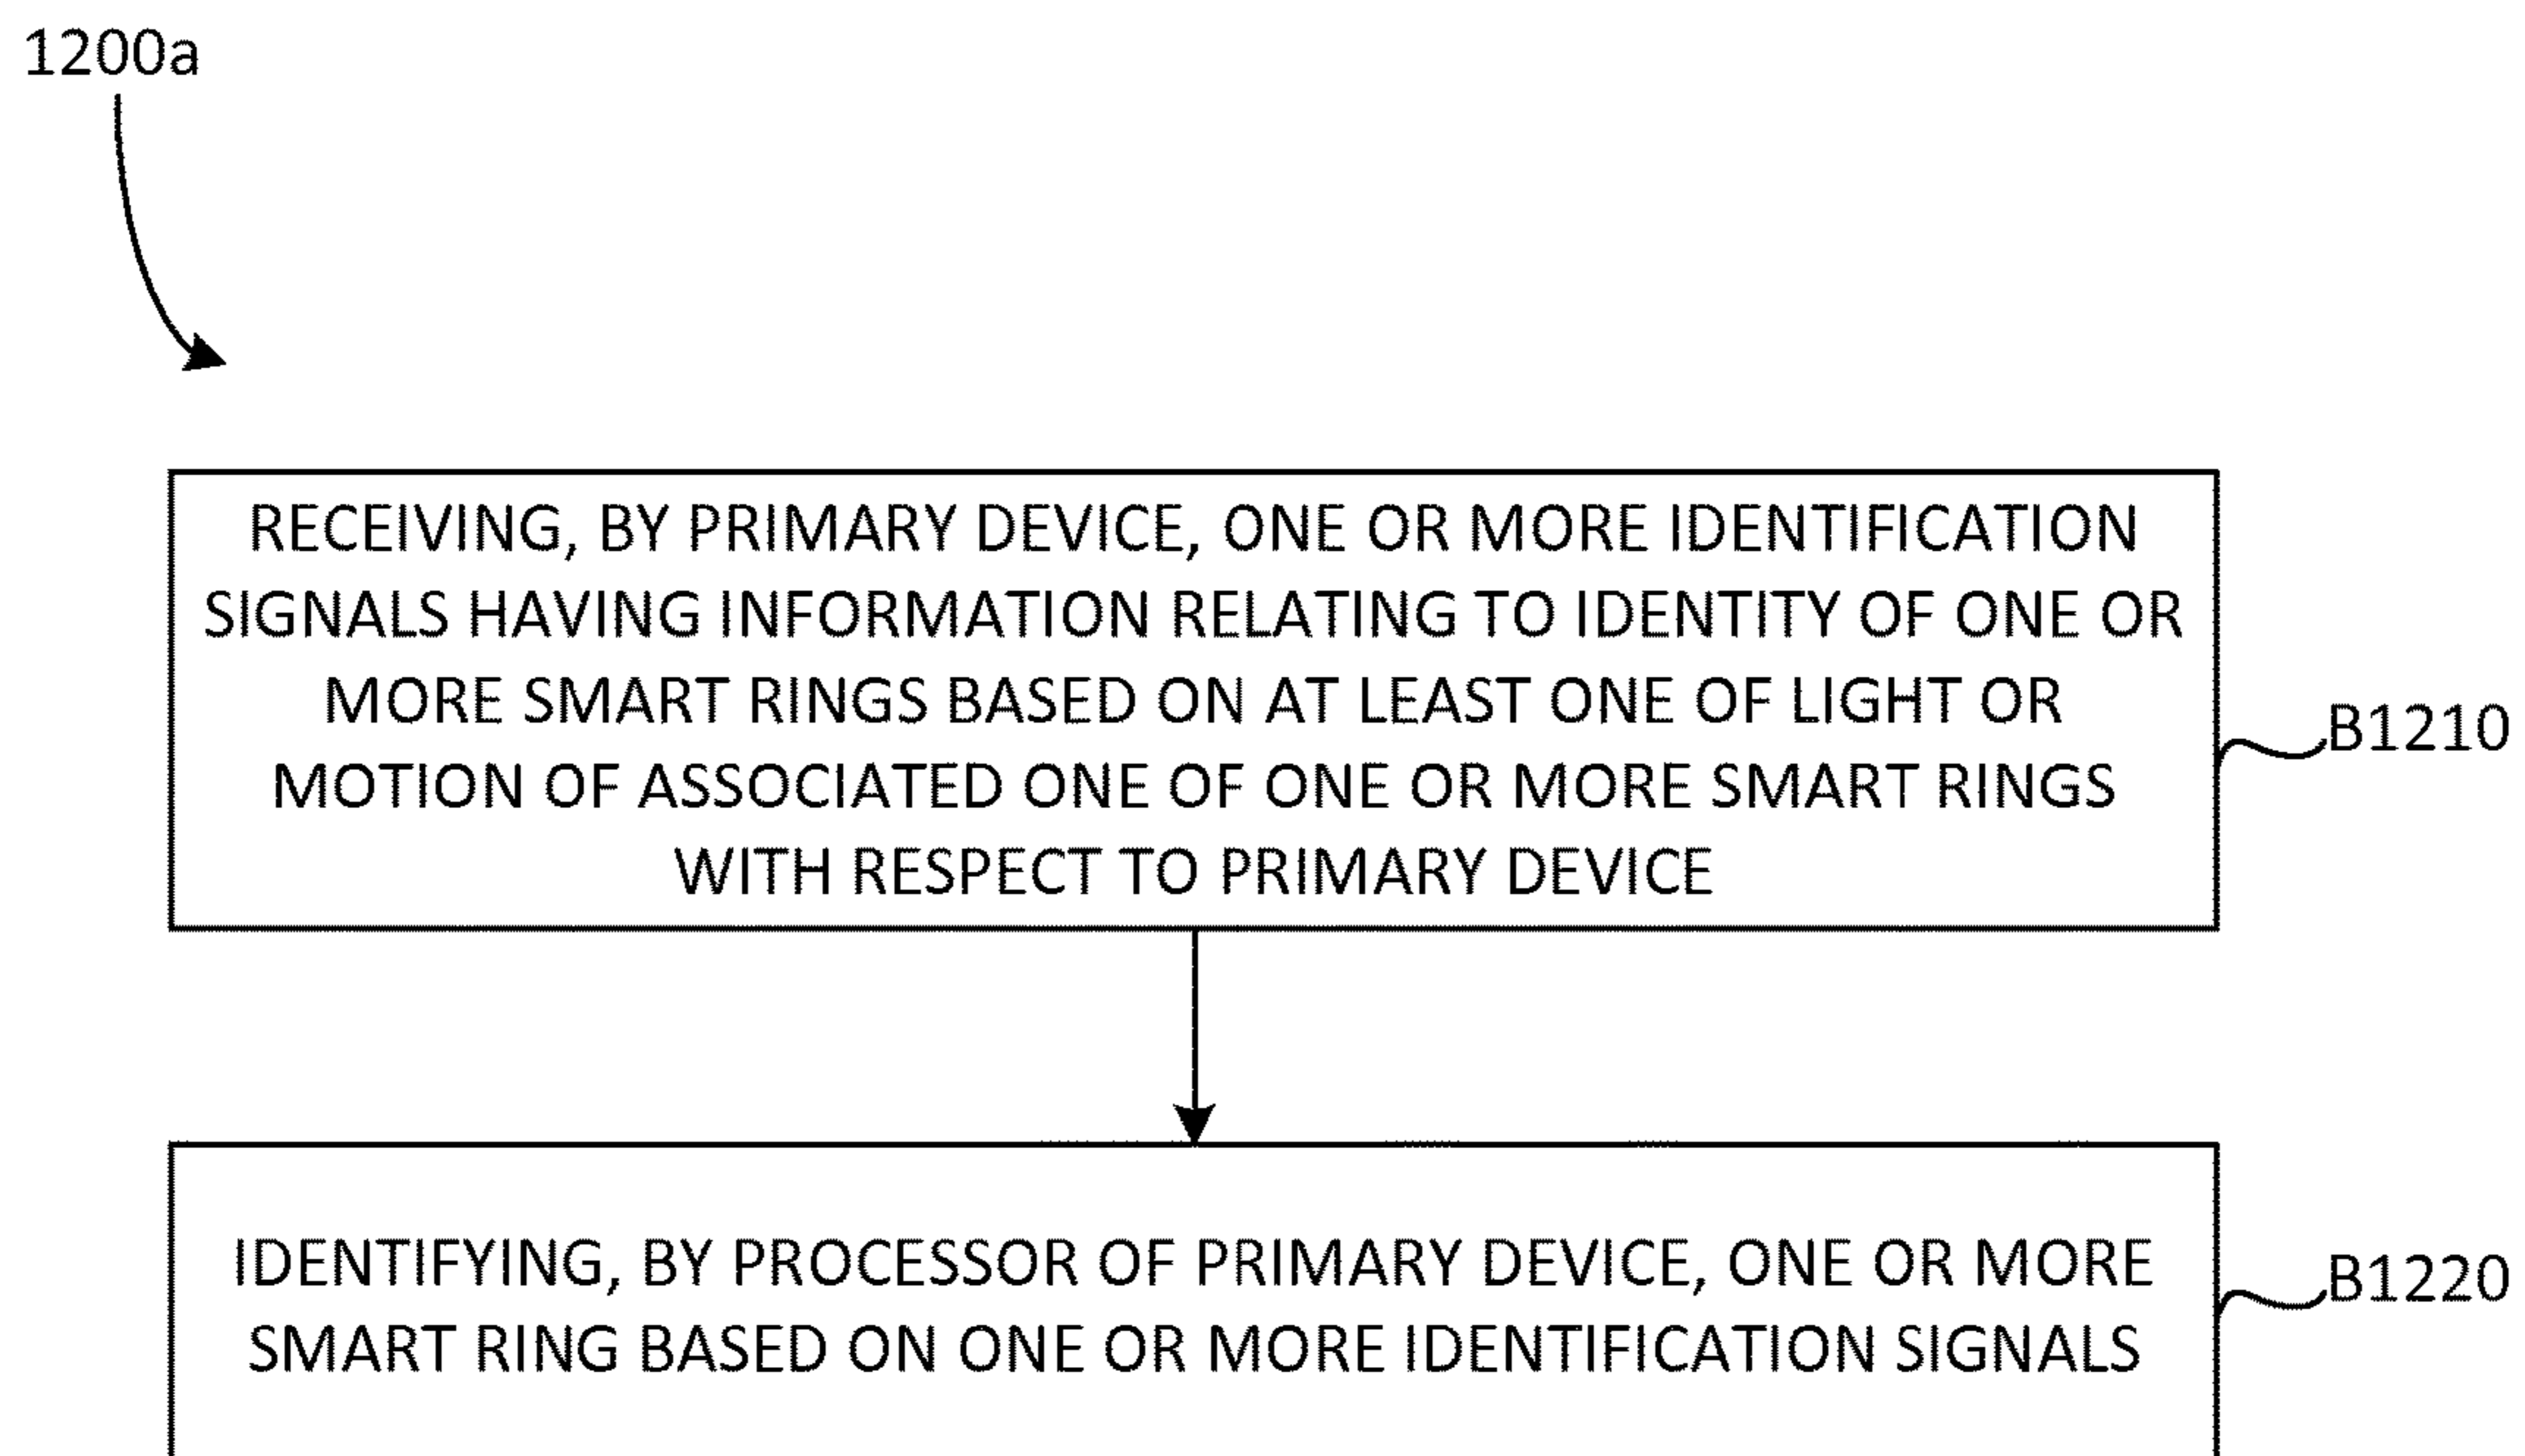 1200a
RECEIVING, BY PRIMARY DEVICE, ONE OR MORE IDENTIFICATION
SIGNALS HAVING INFORMATION RELATING TO IDENTITY OF ONE OR
MORE SMART RINGS BASED ON AT LEAST ONE OF LIGHT OR
MOTION OF ASSOCIATED ONE OF ONE OR MORE SMART RINGS
WITH RESPECT TO PRIMARY DEVICE
B1210
IDENTIFYING, BY PROCESSOR OF PRIMARY DEVICE, ONE OR MORE
SMART RING BASED ON ONE OR MORE IDENTIFICATION SIGNALS
B1220